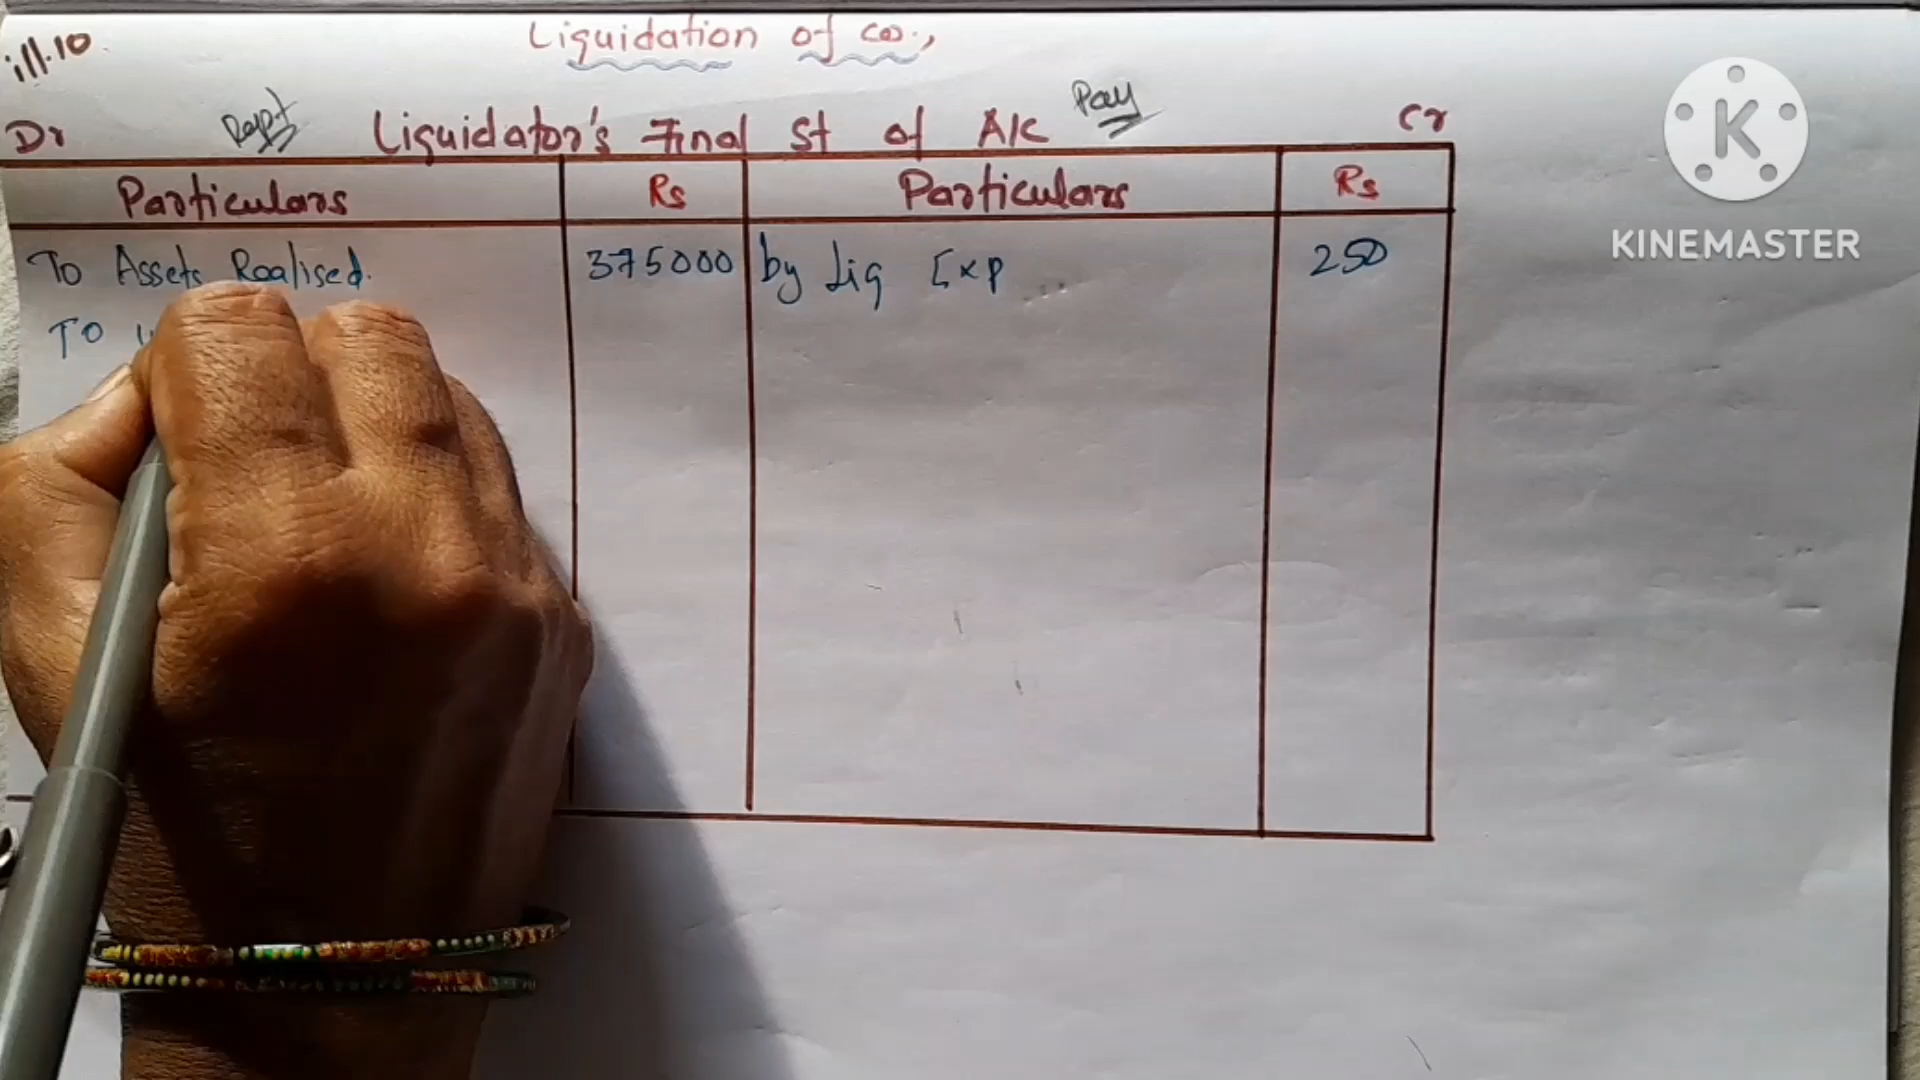 ill.10
Liquidation of co.,
Rept
Pay
Dr Liquidator's Final St of A/c Cr
Particulars Rs Particulars Rs
To Assets Realised. 375000 by Liq Exp 250
To
K
KINEMASTER